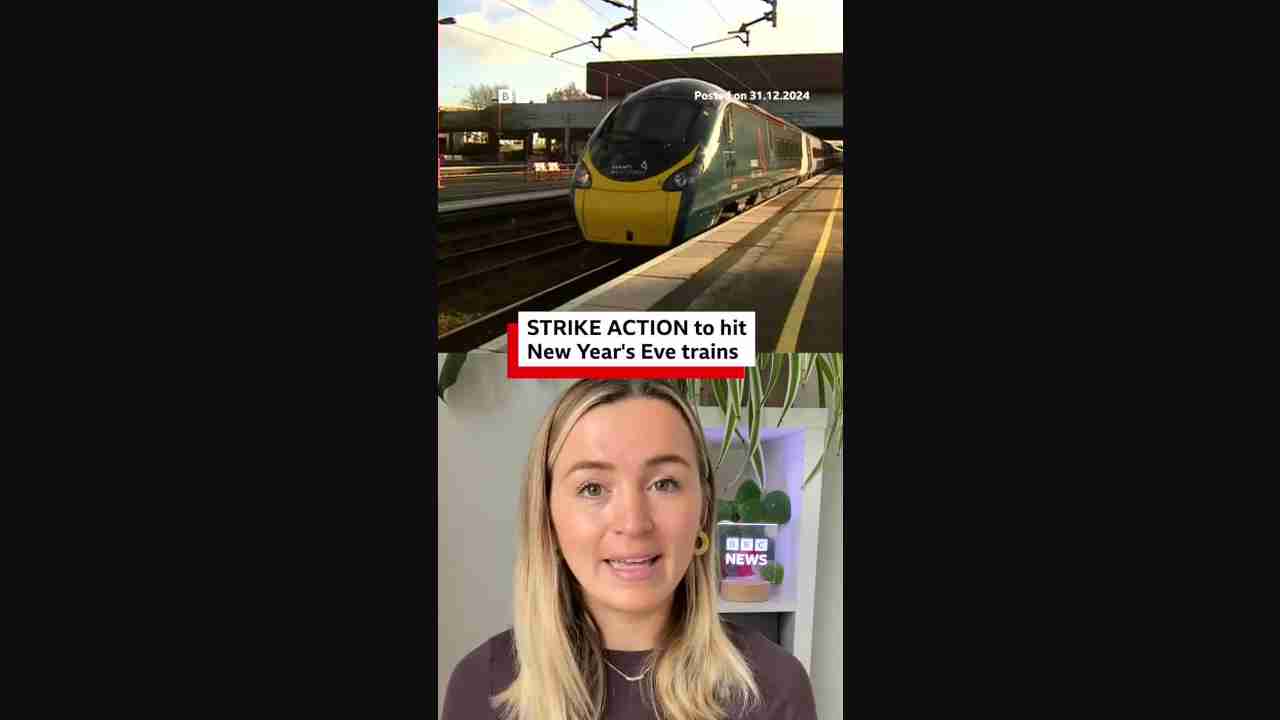 B
Posted on 31.12.2024
STRIKE ACTION to hit
New Year's Eve trains
BBC
NEWS